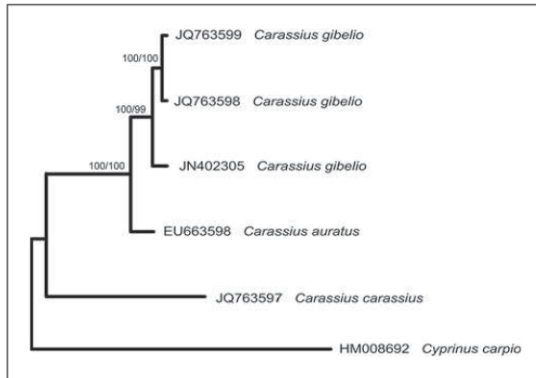 JQ763599 Carassius gibelio
100/100
JQ763598 Carassius gibelio
100/99
100/100
JN402305 Carassius gibelio
EU663598 Carassius auratus
JQ763597 Carassius carassius
HM008692 Cyprinus carpio